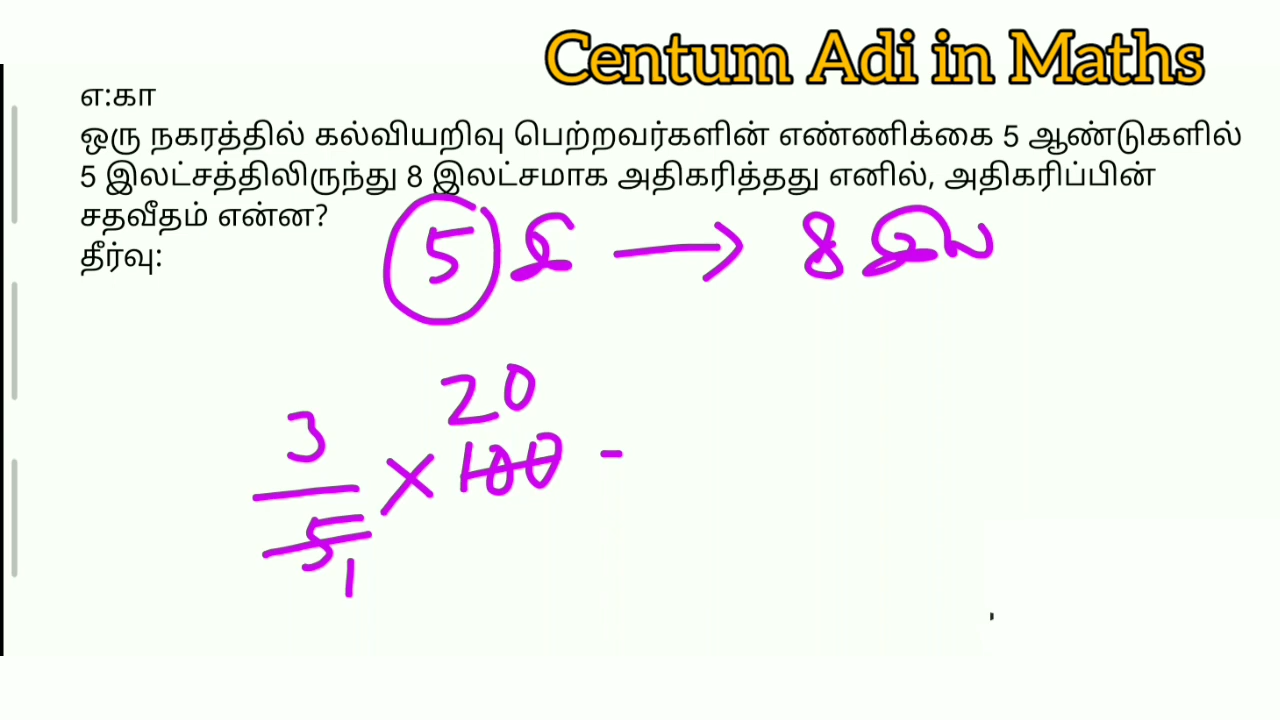 Centum Adi in Maths
எ:கா
ஒரு நகரத்தில் கல்வியறிவு பெற்றவர்களின் எண்ணிக்கை 5 ஆண்டுகளில்
5 இலட்சத்திலிருந்து 8 இலட்சமாக அதிகரித்தது எனில், அதிகரிப்பின்
சதவீதம் என்ன?
தீர்வு:
5 இ → 8 இல
20
3
× 100 -
5
1